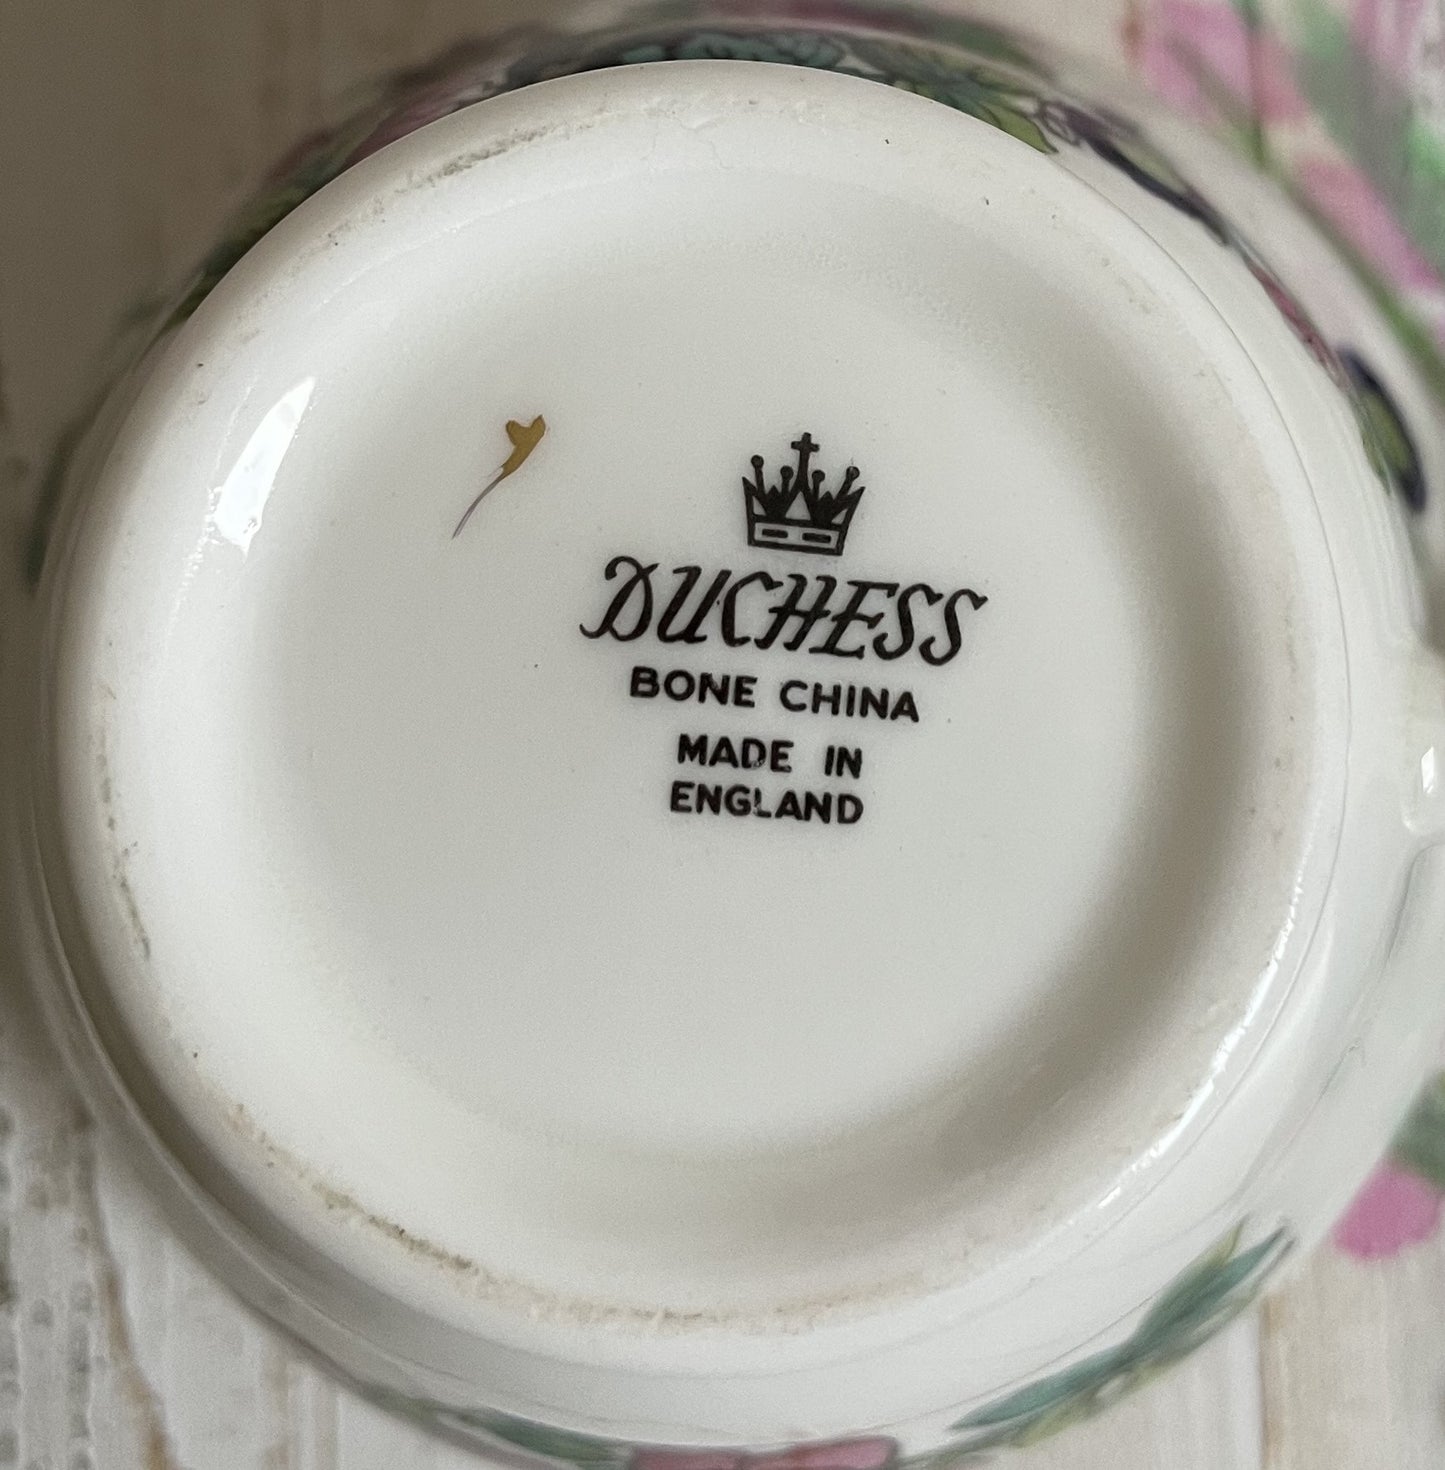 DUCHESS
BONE CHINA
MADE IN
ENGLAND